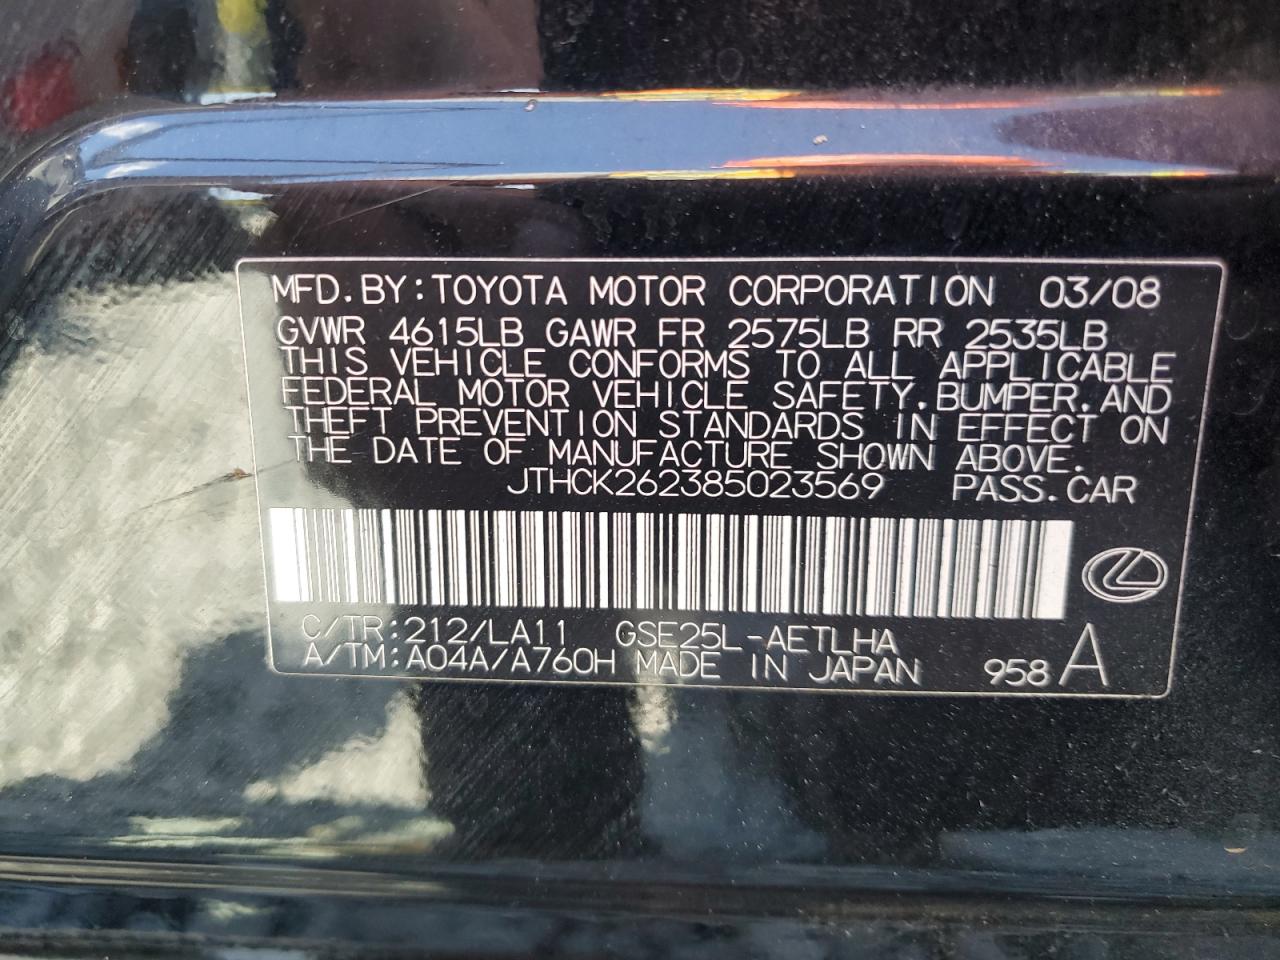 MFD.BY:TOYOTA MOTOR CORPORATION 03/08
GVWR 4615LB GAWR FR 2575LB RR 2535LB
THIS VEHICLE CONFORMS TO ALL APPLICABLE
FEDERAL MOTOR VEHICLE SAFETY,BUMPER,AND
THEFT PREVENTION STANDARDS IN EFFECT ON
THE DATE OF MANUFACTURE SHOWN ABOVE.
JTHCK262385023569 PASS.CAR
C/TR:212/LA11 GSE25L-AETLHA
A/TM:A04A/A760H MADE IN JAPAN 958 A